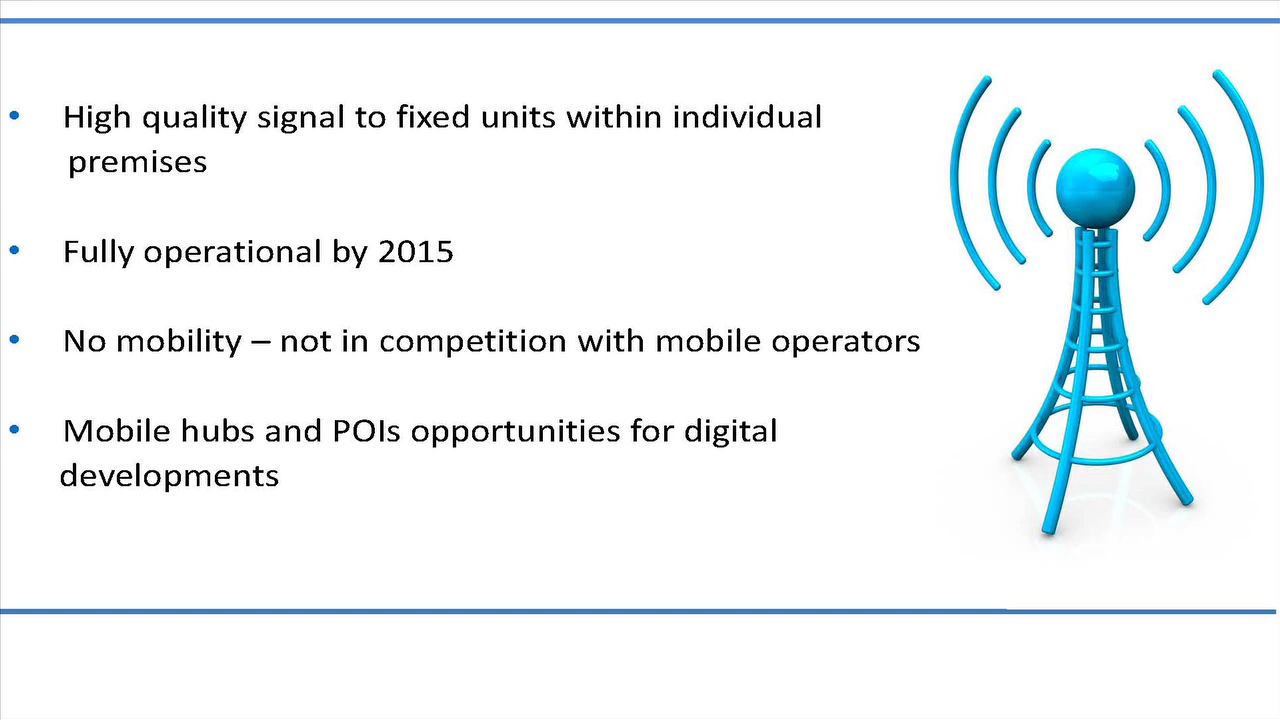 • High quality signal to fixed units within individual
premises
• Fully operational by 2015
• No mobility – not in competition with mobile operators
• Mobile hubs and POIs opportunities for digital
developments